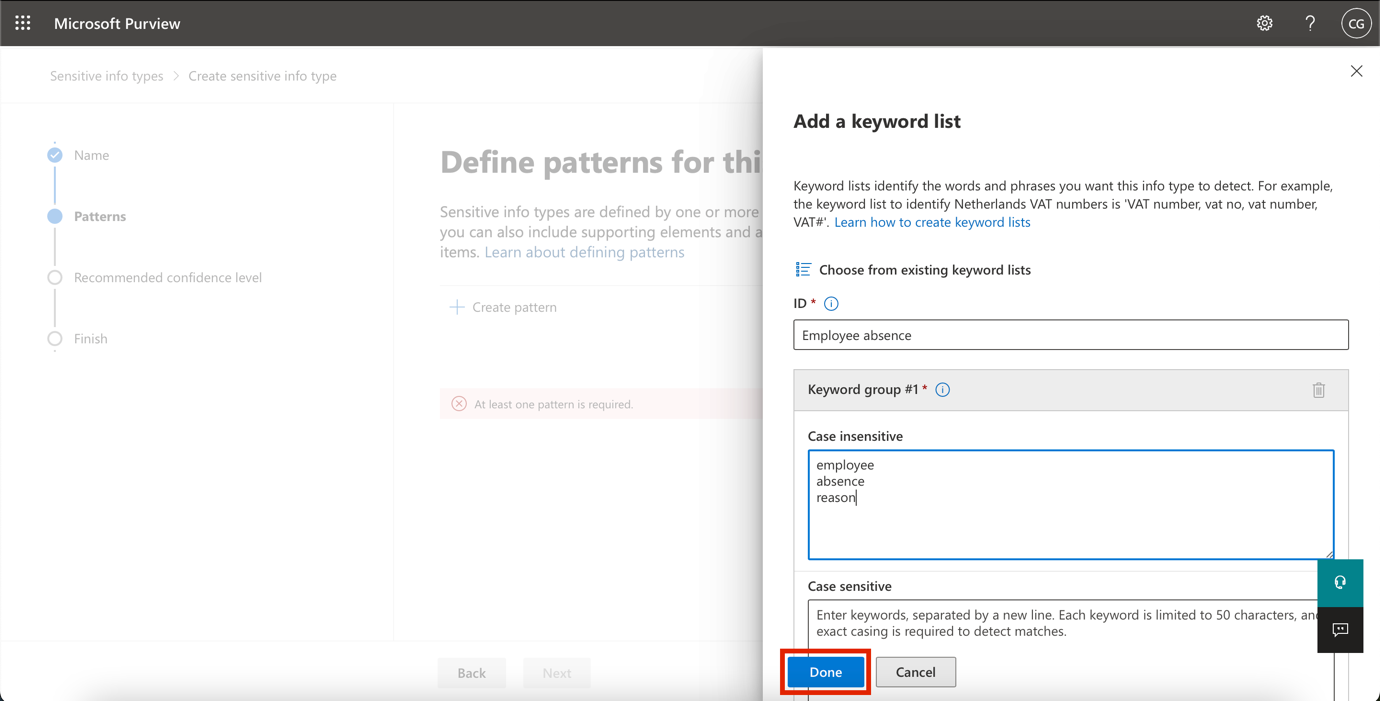 Microsoft Purview
?
CG
Sensitive info types > Create sensitive info type
Name
Patterns
Recommended confidence level
Finish
Define patterns for thi
Sensitive info types are defined by one or more
you can also include supporting elements and a
items. Learn about defining patterns
Create pattern
At least one pattern is required.
Back
Next
Add a keyword list
Keyword lists identify the words and phrases you want this info type to detect. For example,
the keyword list to identify Netherlands VAT numbers is 'VAT number, vat no, vat number,
VAT#'. Learn how to create keyword lists
Choose from existing keyword lists
ID *
Employee absence
Keyword group #1 *
Case insensitive
employee
absence
reason
Case sensitive
Enter keywords, separated by a new line. Each keyword is limited to 50 characters, an
exact casing is required to detect matches.
Done
Cancel